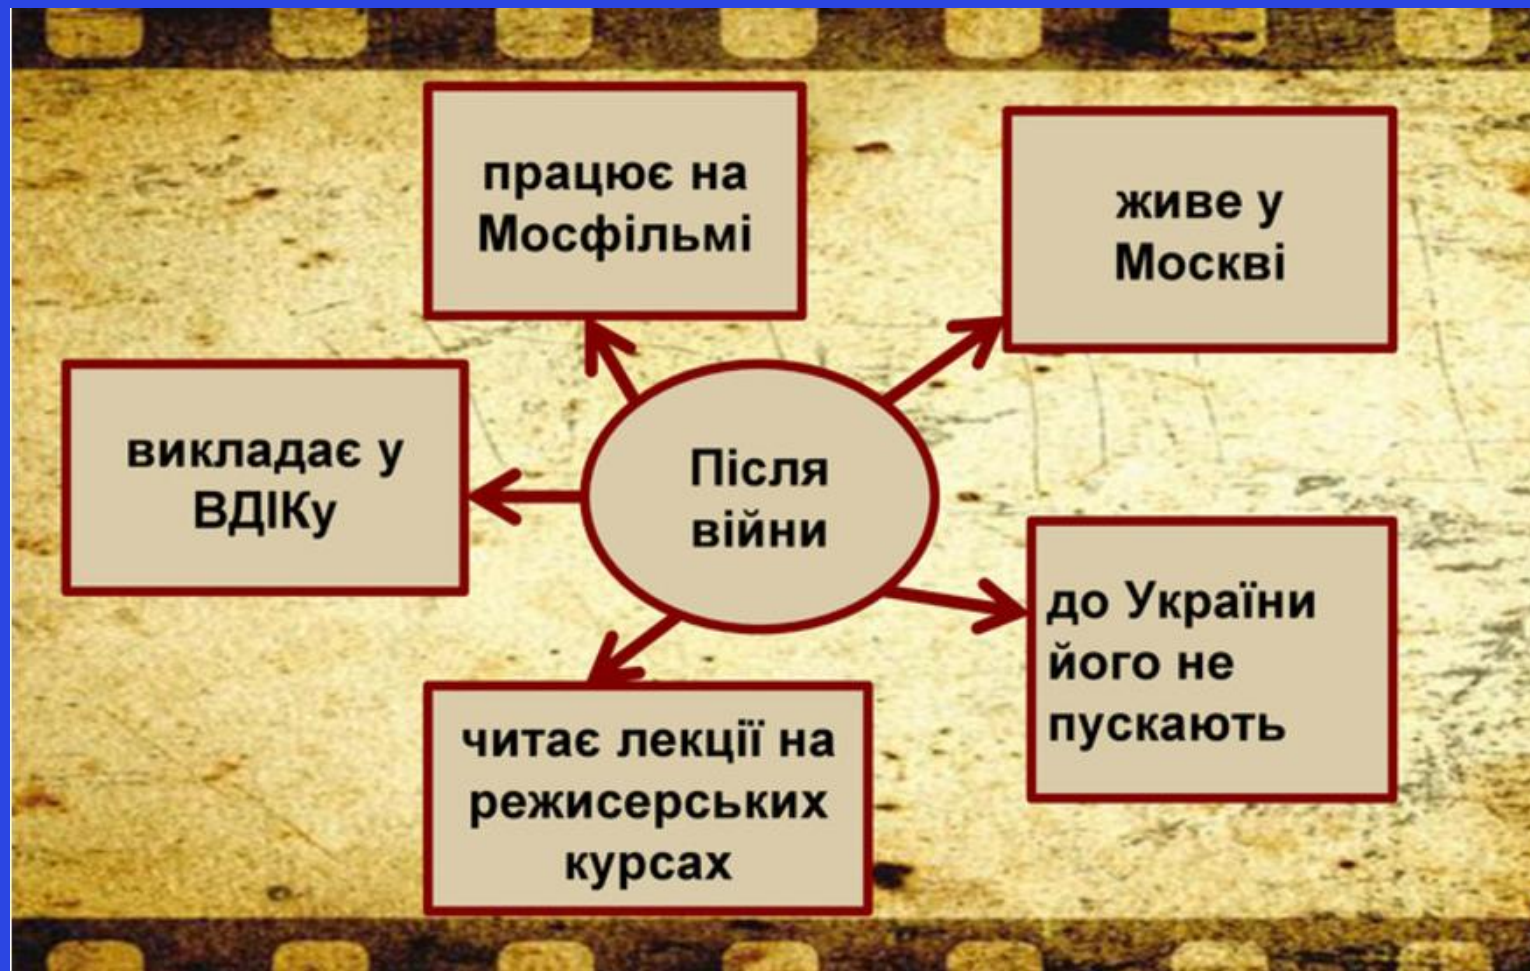 працює на
Мосфільмі
живе у
Москві
викладає у
ВДІКу
Після
війни
до України
його не
пускають
читає лекції на
режисерських
курсах